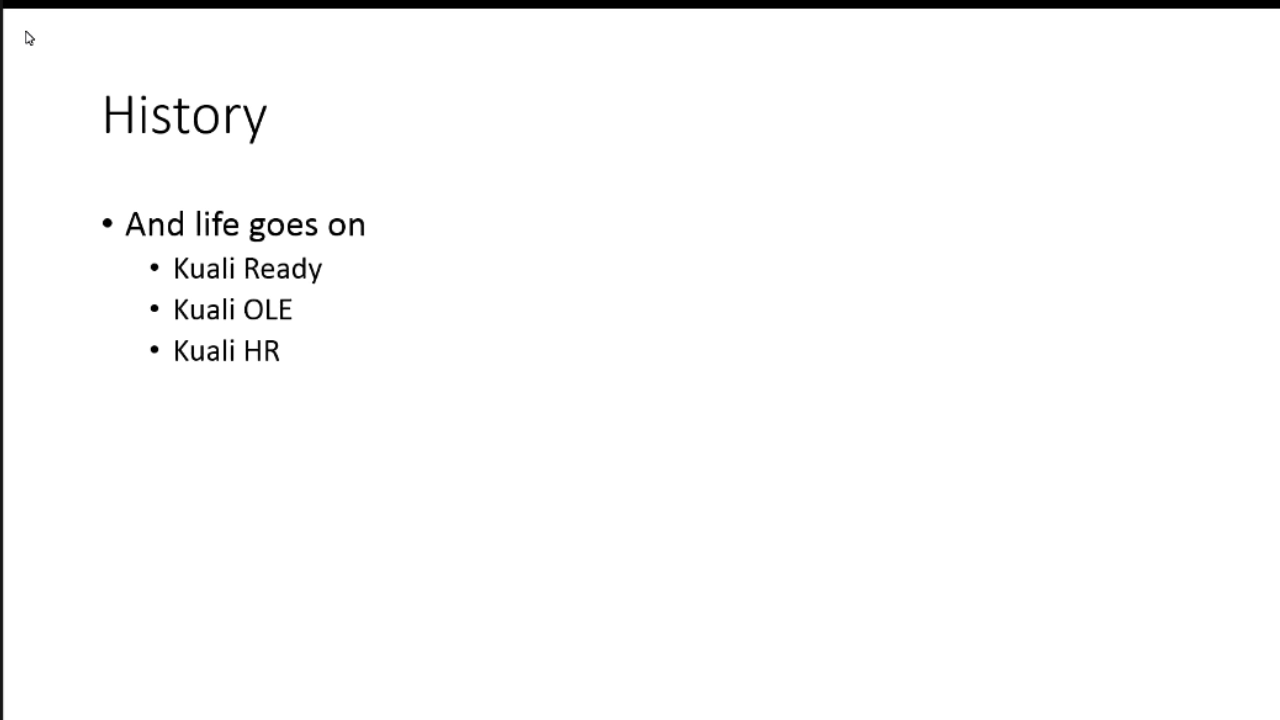 History
• And life goes on
• Kuali Ready
• Kuali OLE
• Kuali HR